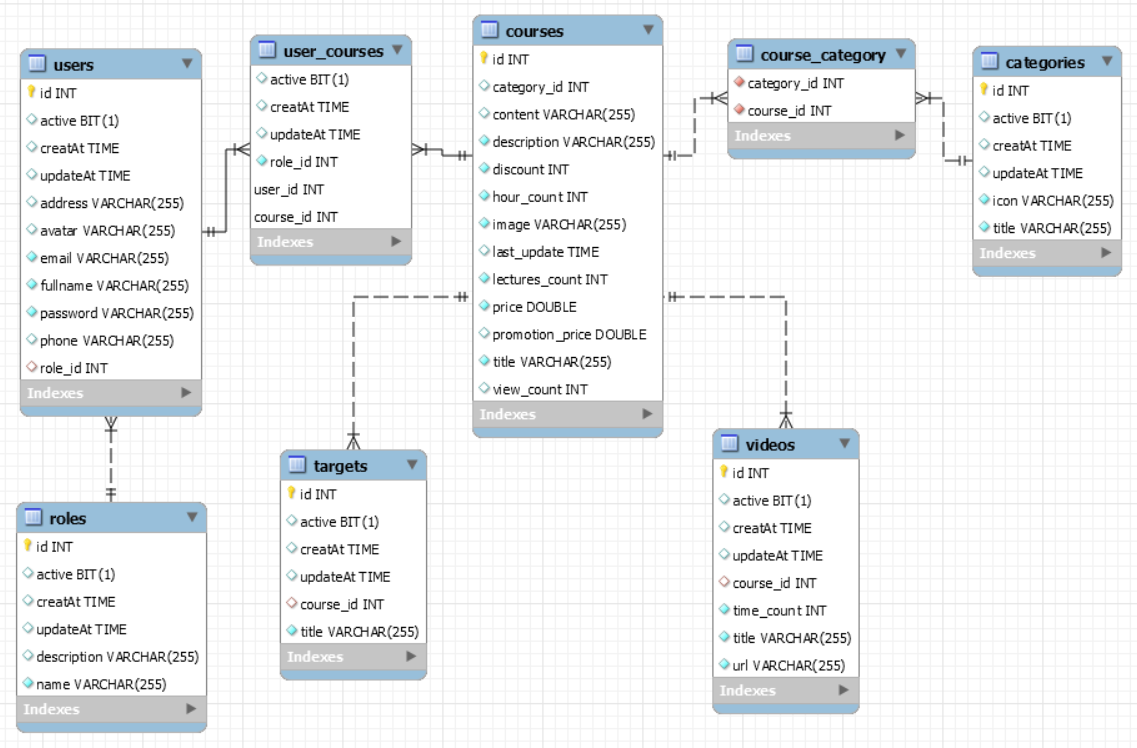 users
id INT
active BIT(1)
creatAt TIME
updateAt TIME
address VARCHAR(255)
avatar VARCHAR(255)
email VARCHAR(255)
fullname VARCHAR(255)
password VARCHAR(255)
phone VARCHAR(255)
role_id INT
Indexes
user_courses
active BIT(1)
creatAt TIME
updateAt TIME
role_id INT
user_id INT
course_id INT
Indexes
courses
id INT
category_id INT
content VARCHAR(255)
description VARCHAR(255)
discount INT
hour_count INT
image VARCHAR(255)
last_update TIME
lectures_count INT
price DOUBLE
promotion_price DOUBLE
title VARCHAR(255)
view_count INT
Indexes
course_category
category_id INT
course_id INT
Indexes
categories
id INT
active BIT(1)
creatAt TIME
updateAt TIME
icon VARCHAR(255)
title VARCHAR(255)
Indexes
roles
id INT
active BIT(1)
creatAt TIME
updateAt TIME
description VARCHAR(255)
name VARCHAR(255)
Indexes
targets
id INT
active BIT(1)
creatAt TIME
updateAt TIME
course_id INT
title VARCHAR(255)
Indexes
videos
id INT
active BIT(1)
creatAt TIME
updateAt TIME
course_id INT
time_count INT
title VARCHAR(255)
url VARCHAR(255)
Indexes